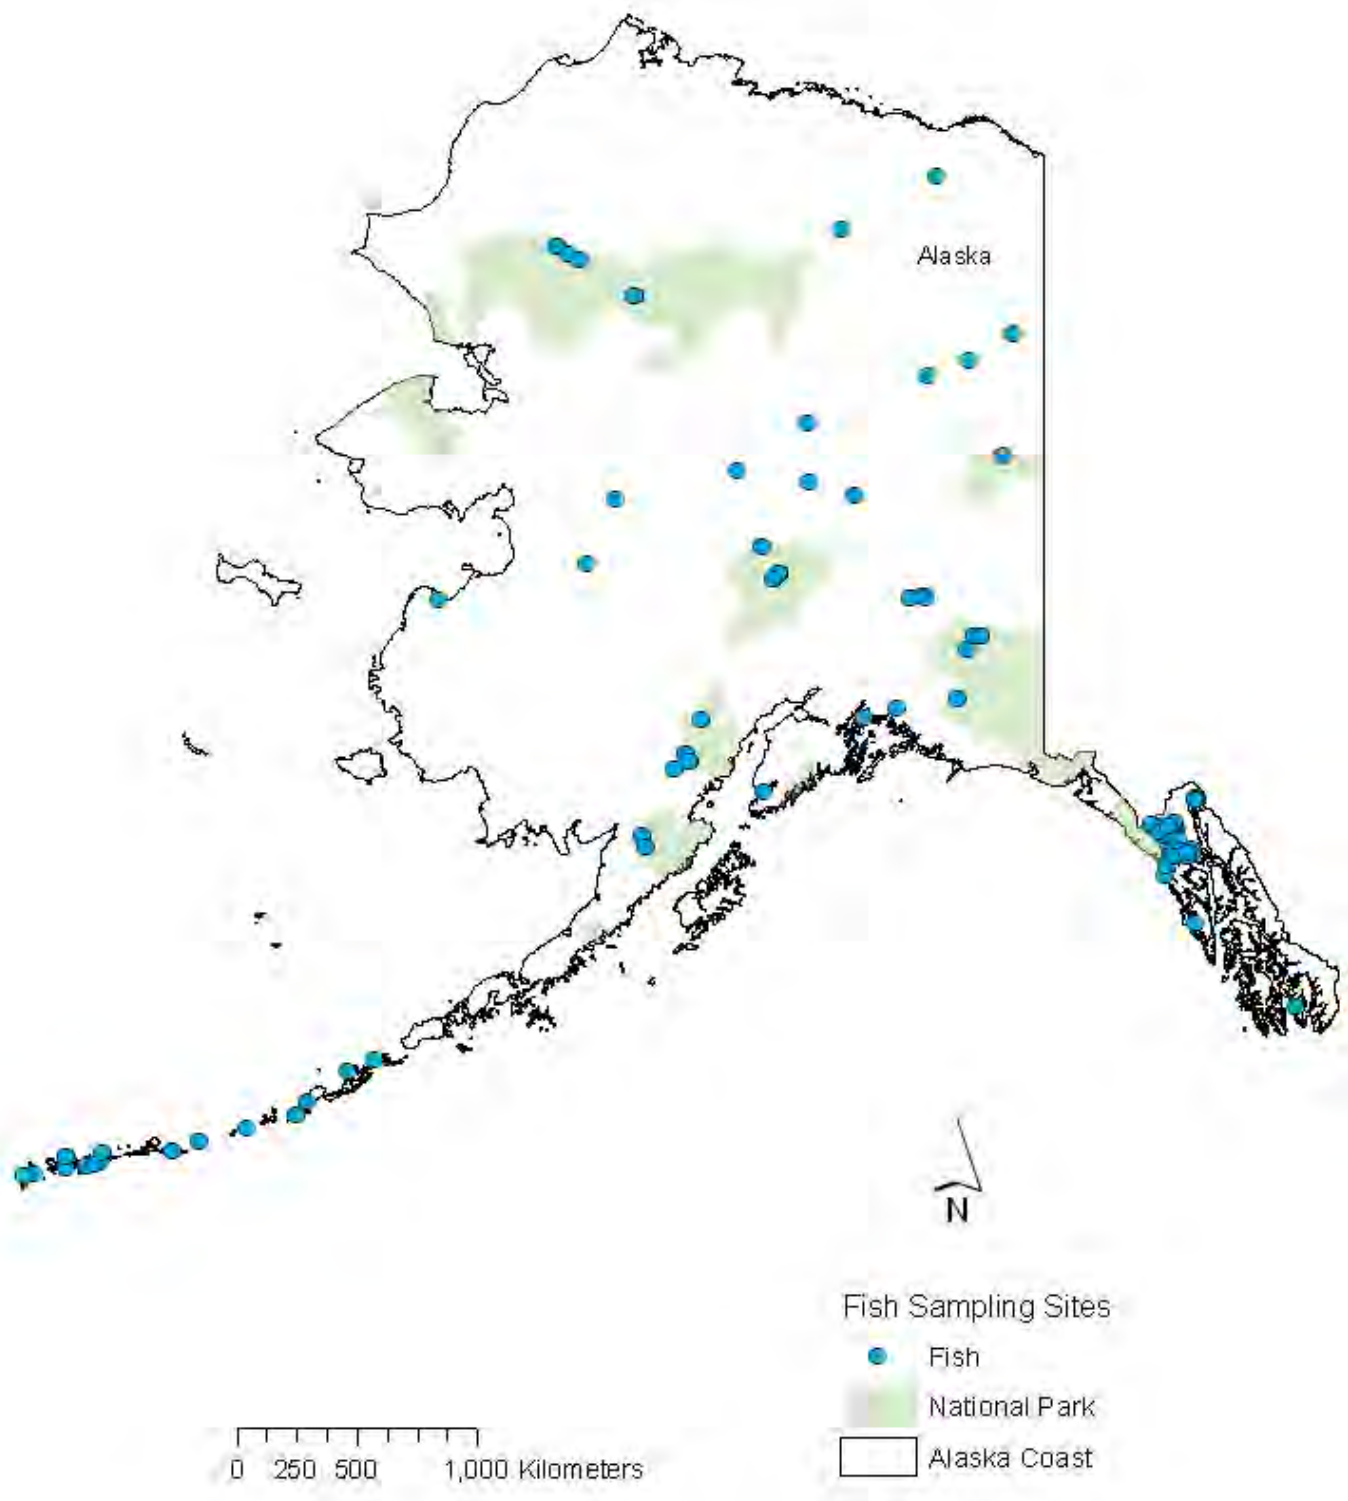 Alaska
N
Fish Sampling Sites
Fish
National Park
Alaska Coast
0 250 500 1,000 Kilometers